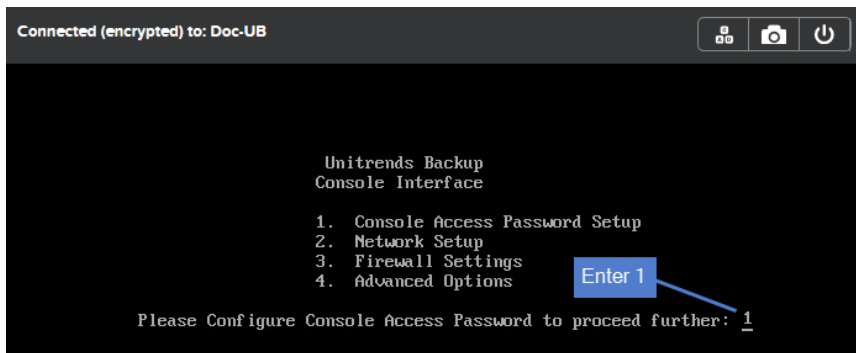 Connected (encrypted) to: Doc-UB
Unitrends Backup
Console Interface
1. Console Access Password Setup
2. Network Setup
3. Firewall Settings
4. Advanced Options
Enter 1
Please Configure Console Access Password to proceed further: 1